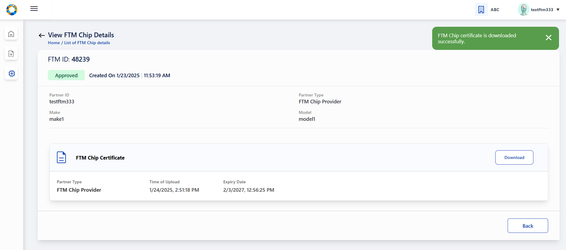 ABC
testftm333
View FTM Chip Details
Home / List of FTM Chip details
FTM Chip certificate is downloaded
successfully.
FTM ID: 48239
Approved
Created On 1/23/2025 | 11:53:19 AM
Partner ID
testftm333
Partner Type
FTM Chip Provider
Make
make1
Model
model1
FTM Chip Certificate
Download
Partner Type
FTM Chip Provider
Time of Upload
1/24/2025, 2:51:18 PM
Expiry Date
2/3/2027, 12:56:25 PM
Back